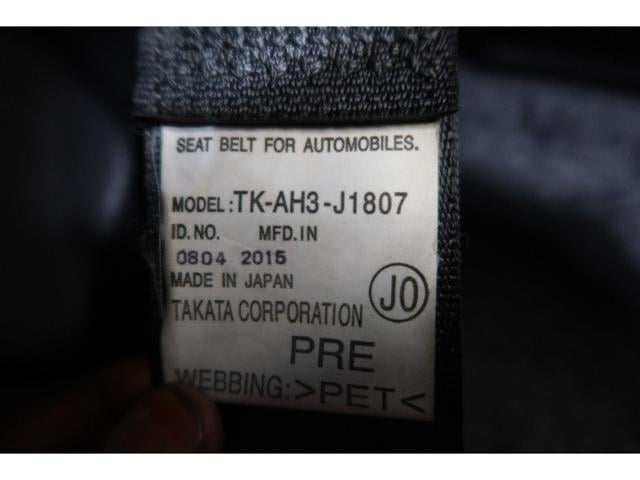 SEAT BELT FOR AUTOMOBILES.
MODEL:TK-AH3-J1807
ID.NO. MFD.IN
0804 2015
MADE IN JAPAN
JO
TAKATA CORPORATION
PRE
WEBBING:>PET<